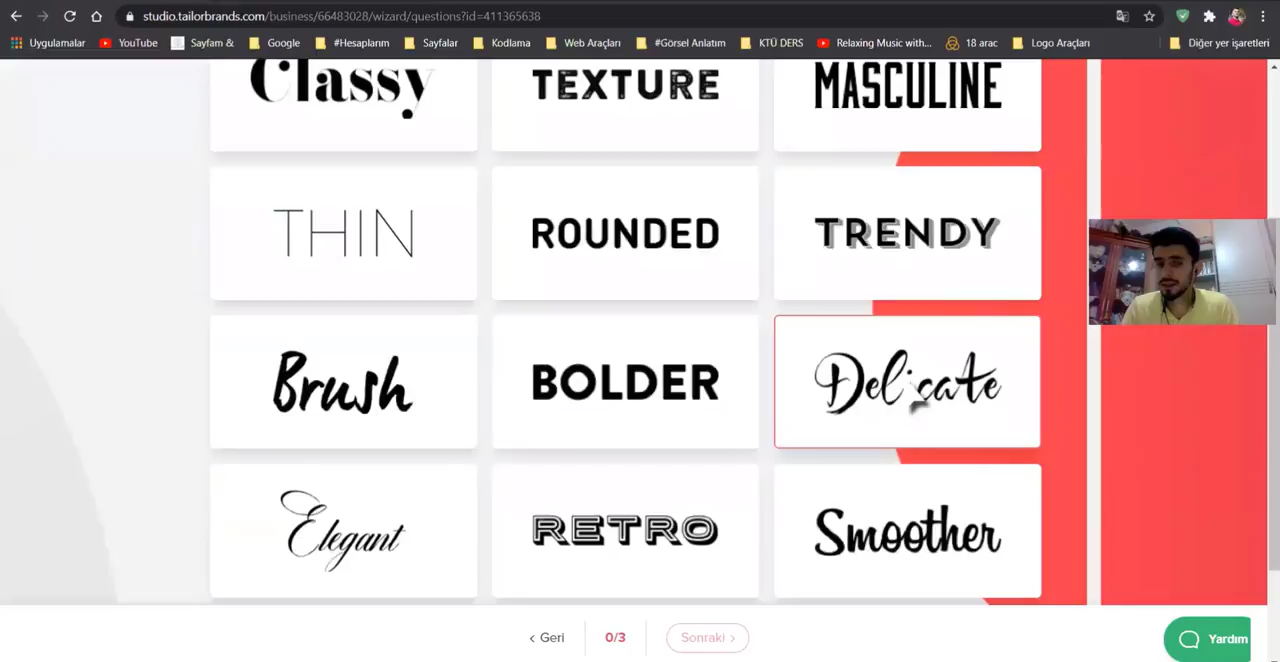 studio.tailorbrands.com/business/66483028/wizard/questions?id=411365638
Uygulamalar YouTube Sayfam & Google #Hesaplarım Sayfalar Kodlama Web Araçları #Görsel Anlatım KTÜ DERS Relaxing Music with... 18 arac Logo Araçları Diğer yer işaretleri
Classy TEXTURE MASCULINE
THIN ROUNDED TRENDY
Brush BOLDER Delicate
Elegant RETRO Smoother
Geri 0/3 Sonraki
Yardım